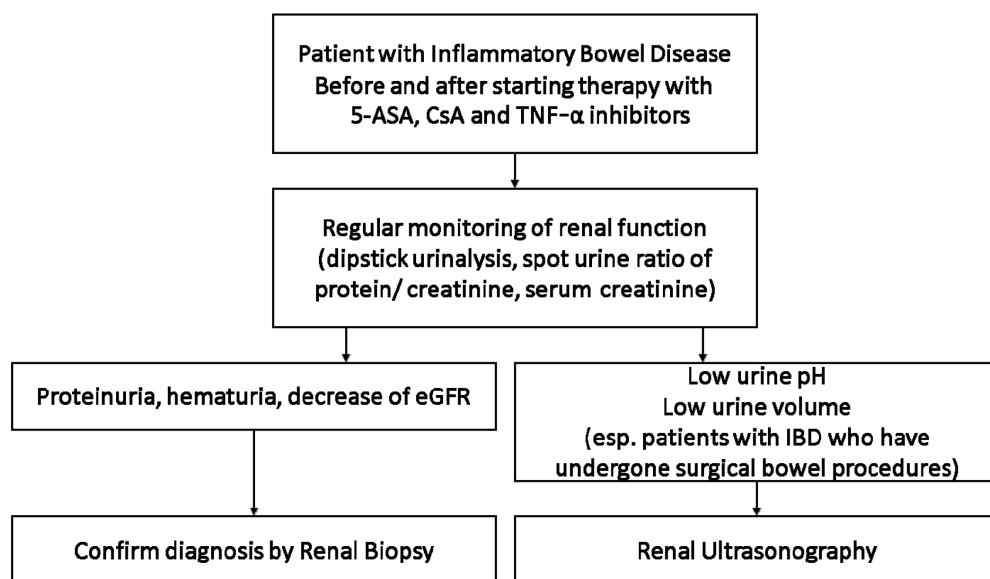 Patient with Inflammatory Bowel Disease
Before and after starting therapy with
5-ASA, CsA and TNF-α inhibitors
Regular monitoring of renal function
(dipstick urinalysis, spot urine ratio of
protein/ creatinine, serum creatinine)
Proteinuria, hematuria, decrease of eGFR
Low urine pH
Low urine volume
(esp. patients with IBD who have
undergone surgical bowel procedures)
Confirm diagnosis by Renal Biopsy
Renal Ultrasonography